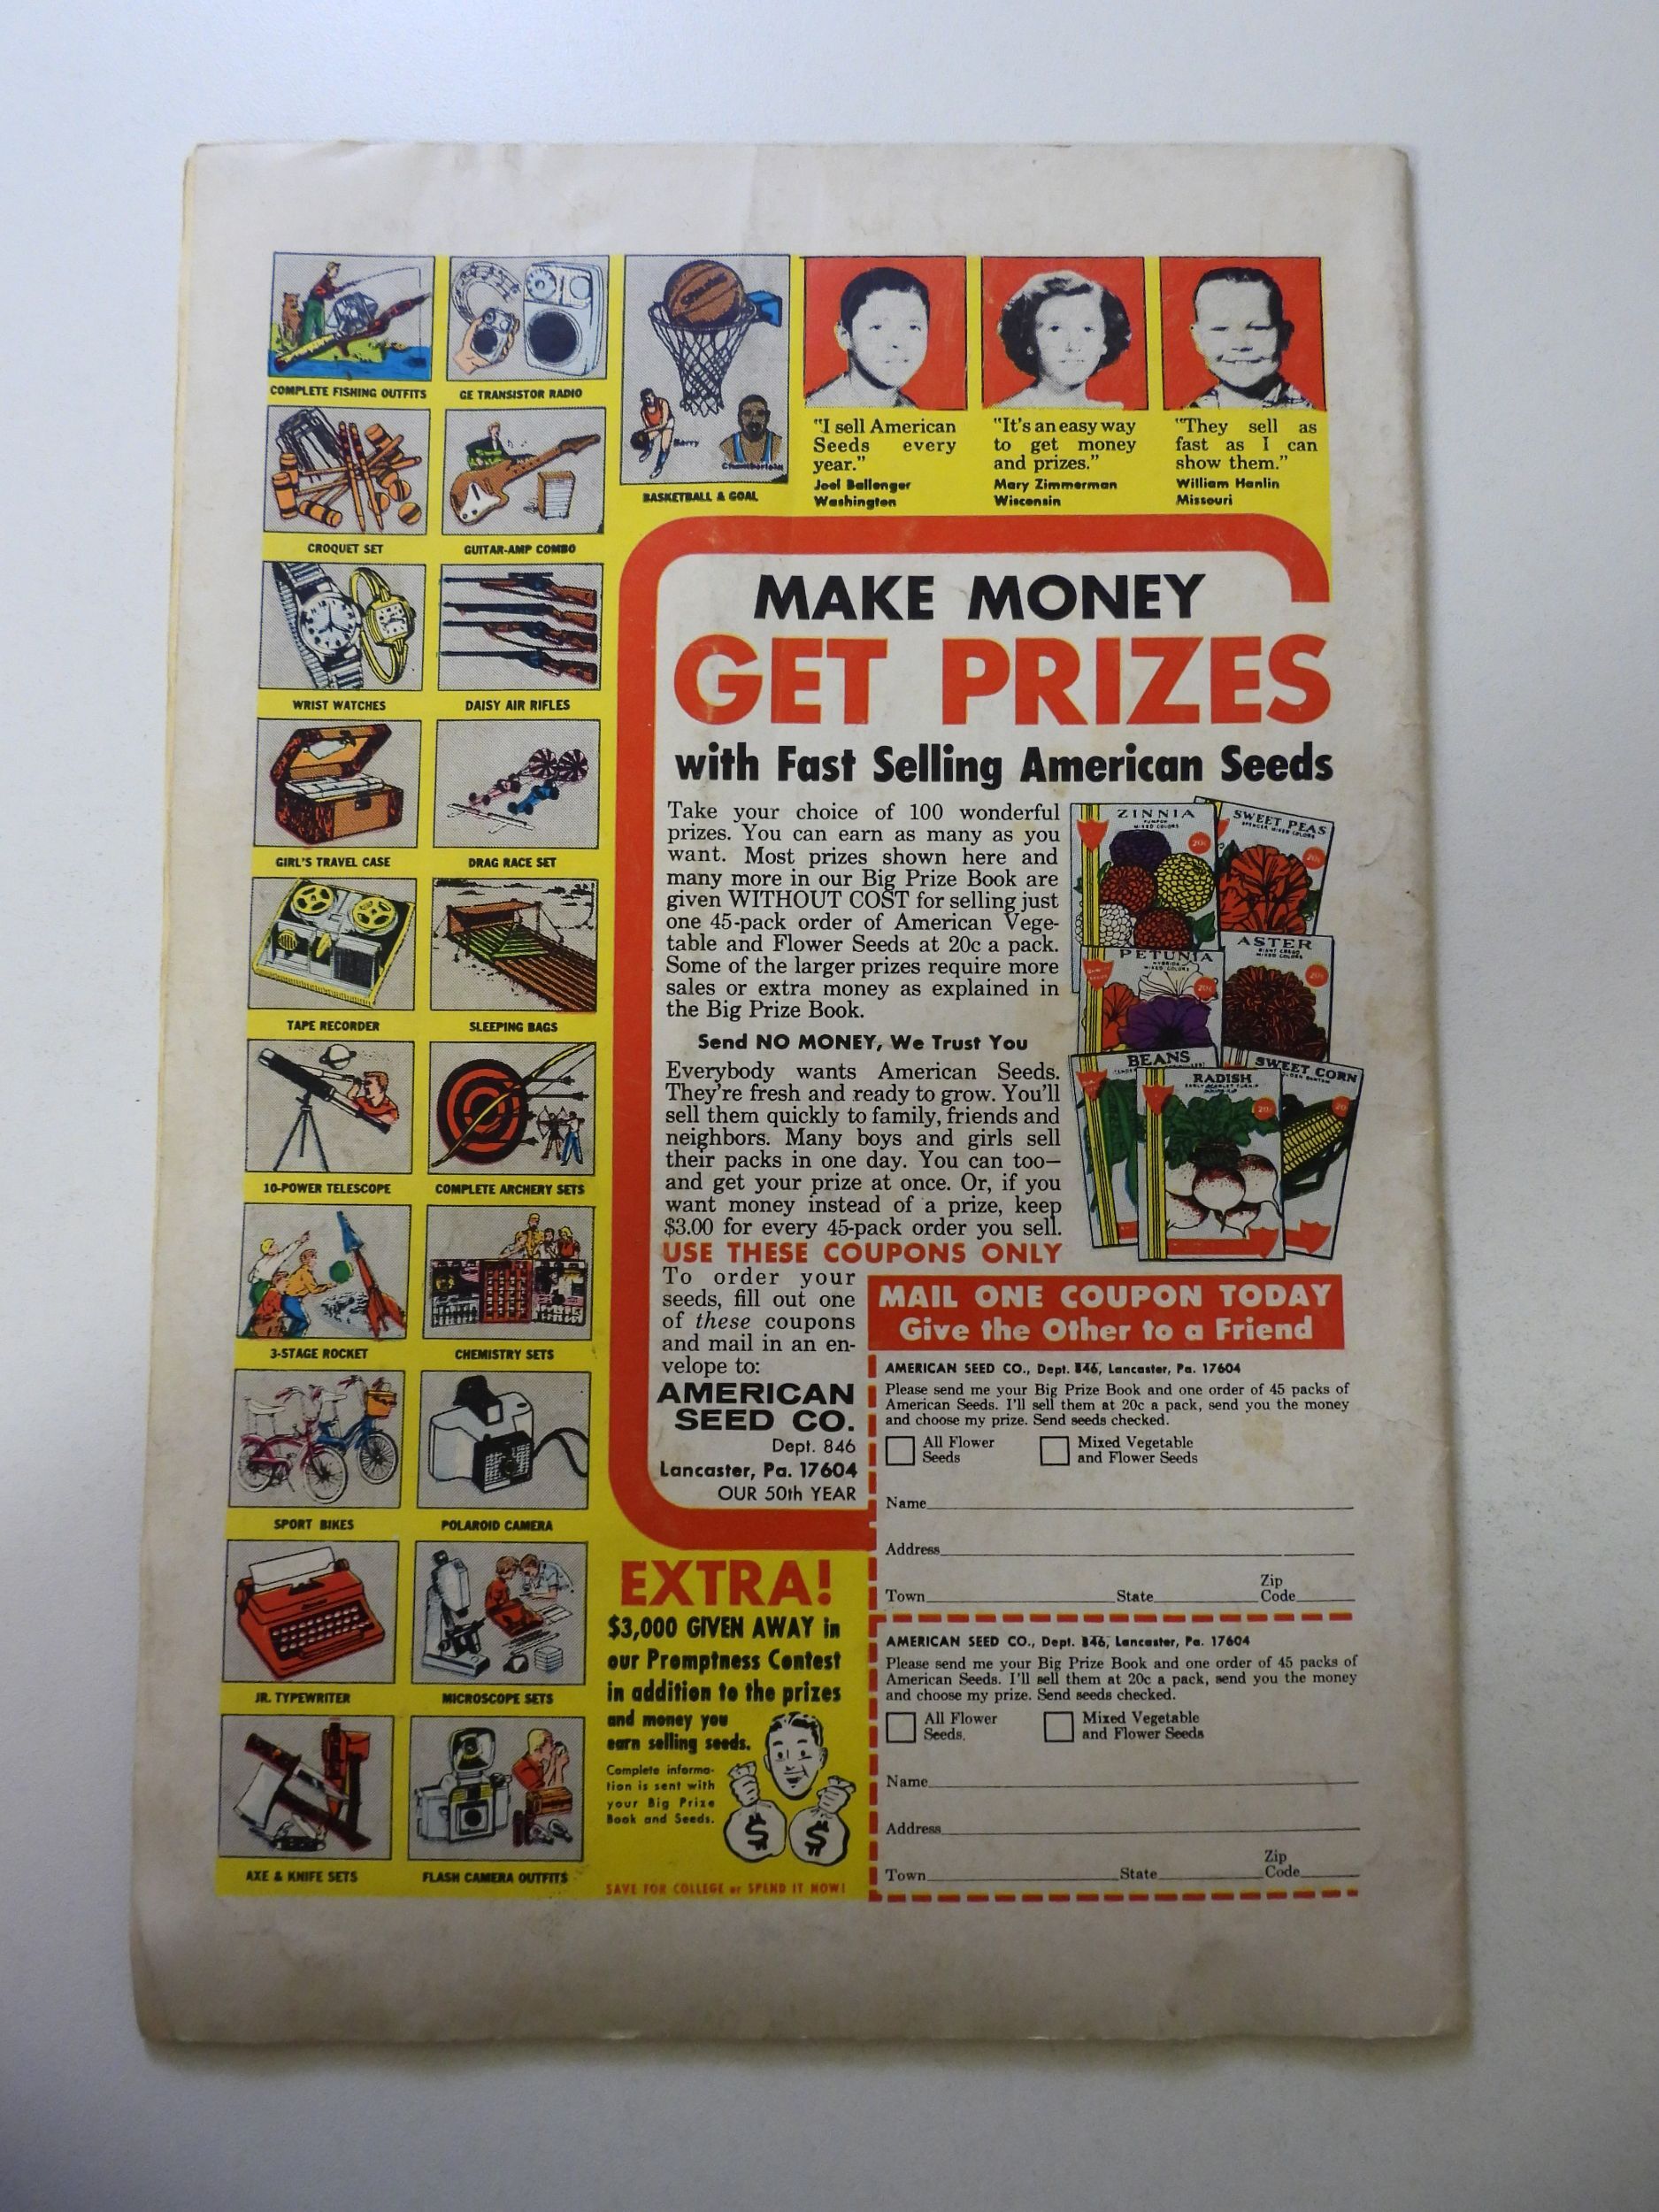 COMPLETE FISHING OUTFITS
GE TRANSISTOR RADIO
Barry
Chamberlain
BASKETBALL & GOAL
CROQUET SET
GUITAR-AMP COMBO
WRIST WATCHES
DAISY AIR RIFLES
GIRL'S TRAVEL CASE
DRAG RACE SET
TAPE RECORDER
SLEEPING BAGS
10-POWER TELESCOPE
COMPLETE ARCHERY SETS
3-STAGE ROCKET
CHEMISTRY SETS
SPORT BIKES
POLAROID CAMERA
JR. TYPEWRITER
MICROSCOPE SETS
AXE & KNIFE SETS
FLASH CAMERA OUTFITS
"I sell American
Seeds every
year."
Joel Ballenger
Washington
"It's an easy way
to get money
and prizes."
Mary Zimmerman
Wisconsin
"They sell as
fast as I can
show them."
William Hanlin
Missouri
MAKE MONEY
GET PRIZES
with Fast Selling American Seeds
Take your choice of 100 wonderful
prizes. You can earn as many as you
want. Most prizes shown here and
many more in our Big Prize Book are
given WITHOUT COST for selling just
one 45-pack order of American Vege-
table and Flower Seeds at 20c a pack.
Some of the larger prizes require more
sales or extra money as explained in
the Big Prize Book.
Send NO MONEY, We Trust You
Everybody wants American Seeds.
They're fresh and ready to grow. You'll
sell them quickly to family, friends and
neighbors. Many boys and girls sell
their packs in one day. You can too—
and get your prize at once. Or, if you
want money instead of a prize, keep
$3.00 for every 45-pack order you sell.
USE THESE COUPONS ONLY
To order your
seeds, fill out one
of these coupons
and mail in an en-
velope to:
AMERICAN
SEED CO.
Dept. 846
Lancaster, Pa. 17604
OUR 50th YEAR
ZINNIA
MIXED COLORS
20c
SWEET PEAS
SPENCER MIXED COLORS
20c
PETUNIA
HYBRIDA
MIXED COLORS
20c
ASTER
MIXED COLORS
20c
BEANS
RADISH
20c
SWEET CORN
20c
MAIL ONE COUPON TODAY
Give the Other to a Friend
AMERICAN SEED CO., Dept. 846, Lancaster, Pa. 17604
Please send me your Big Prize Book and one order of 45 packs of
American Seeds. I'll sell them at 20c a pack, send you the money
and choose my prize. Send seeds checked.
All Flower
Seeds
Mixed Vegetable
and Flower Seeds
Name
Address
Town State Zip Code
AMERICAN SEED CO., Dept. 846, Lancaster, Pa. 17604
Please send me your Big Prize Book and one order of 45 packs of
American Seeds. I'll sell them at 20c a pack, send you the money
and choose my prize. Send seeds checked.
All Flower
Seeds.
Mixed Vegetable
and Flower Seeds
Name
Address
Town State Zip Code
EXTRA!
$3,000 GIVEN AWAY in
our Promptness Contest
in addition to the prizes
and money you
earn selling seeds.
Complete informa-
tion is sent with
your Big Prize
Book and Seeds.
$ $
SAVE FOR COLLEGE or SPEND IT NOW!